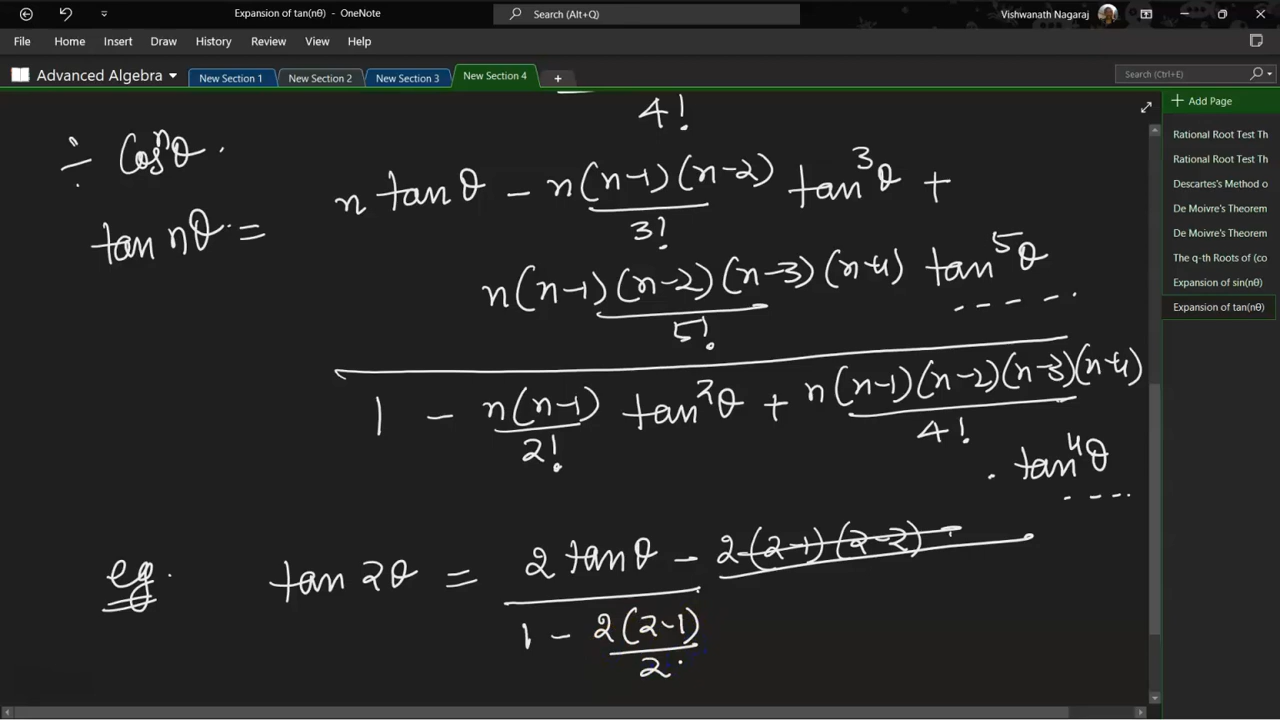 Expansion of tan(nθ) - OneNote
Search (Alt+Q)
Vishwanath Nagaraj
File Home Insert Draw History Review View Help
Advanced Algebra
New Section 1
New Section 2
New Section 3
New Section 4
+
Search (Ctrl+E)
Add Page
Rational Root Test Th
Rational Root Test Th
Descartes's Method o
De Moivre's Theorem
De Moivre's Theorem
The q-th Roots of (co
Expansion of sin(nθ)
Expansion of tan(nθ)
4!
÷ Cosⁿθ.
tan nθ =
n tanθ - n(n-1)(n-2) tan³θ +
3!
n(n-1)(n-2)(n-3)(n-4) tan⁵θ
- - - - .
5!
1 - n(n-1) tan²θ + n(n-1)(n-2)(n-3)(n-4)
2!
4!
. tan⁴θ
- - - .
eg. tan 2θ = 2 tanθ - 2(2-1)(2-2)
1 - 2(2-1)
2.